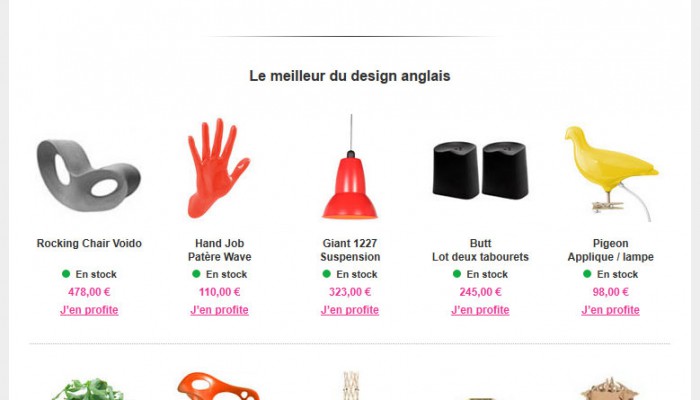 Le meilleur du design anglais
Rocking Chair Voido
En stock
478,00 €
J'en profite
Hand Job
Patère Wave
En stock
110,00 €
J'en profite
Giant 1227
Suspension
En stock
323,00 €
J'en profite
Butt
Lot deux tabourets
En stock
245,00 €
J'en profite
Pigeon
Applique / lampe
En stock
98,00 €
J'en profite